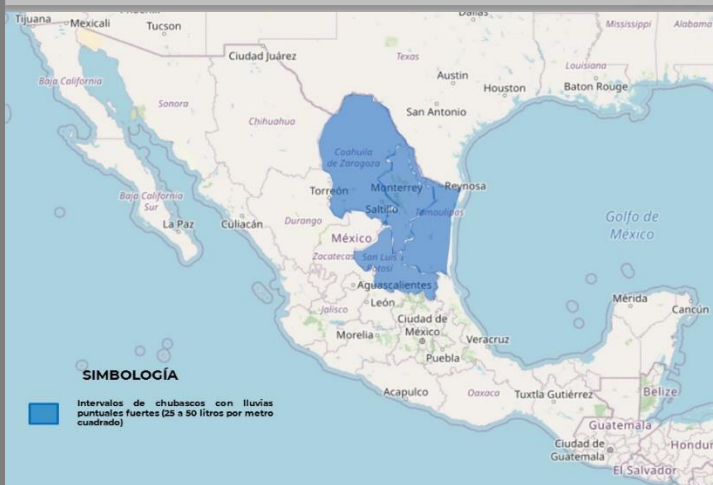 Dallas
Tijuana
Mexicali
Tucson
Mississippi
Alabama
Ciudad Juárez
Texas
Louisiana
Baja California
Austin
Houston
Baton Rouge
Sonora
San Antonio
Chihuahua
Coahuila
de Zaragoza
Torreón
Monterrey
Reynosa
Baja California
Sur
Saltillo
Tamaulipas
La Paz
Culiacán
Durango
México
Golfo de
México
Zacatecas
San Luis
Potosí
Aguascalientes
Mérida
Cancún
León
Jalisco
Ciudad de
México
Morelia
Veracruz
Puebla
SIMBOLOGÍA
Intervalos de chubascos con lluvias
puntuales fuertes (25 a 50 litros por metro
cuadrado)
Acapulco
Oaxaca
Tuxtla Gutiérrez
Belize
Guatemala
Ciudad de
Guatemala
Hondur
El Salvador